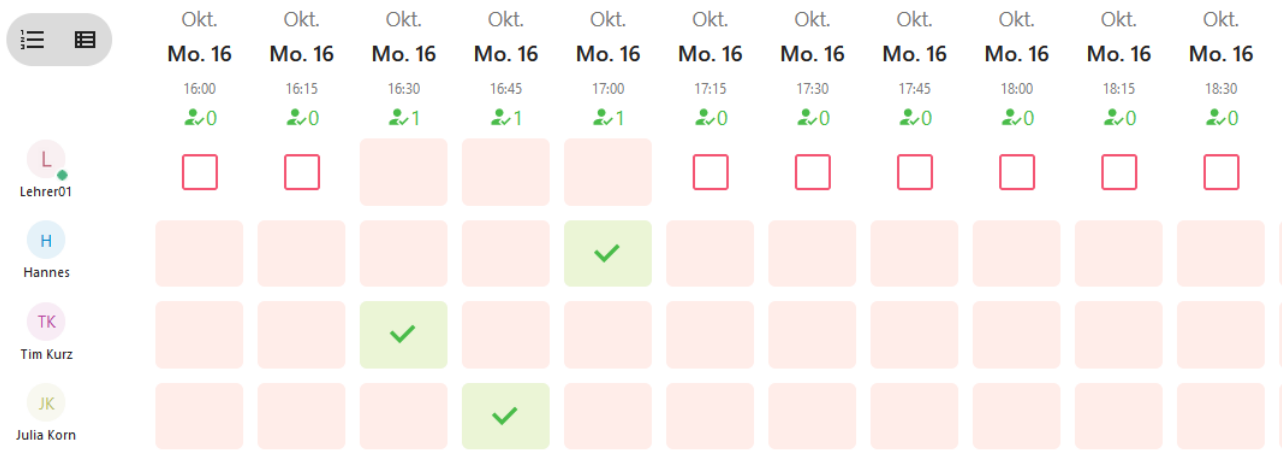 Okt. Okt. Okt. Okt. Okt. Okt. Okt. Okt. Okt. Okt. Okt.
Mo. 16 Mo. 16 Mo. 16 Mo. 16 Mo. 16 Mo. 16 Mo. 16 Mo. 16 Mo. 16 Mo. 16 Mo. 16
16:00 16:15 16:30 16:45 17:00 17:15 17:30 17:45 18:00 18:15 18:30
0 0 1 1 1 0 0 0 0 0 0
L
Lehrer01
H
Hannes
TK
Tim Kurz
JK
Julia Korn